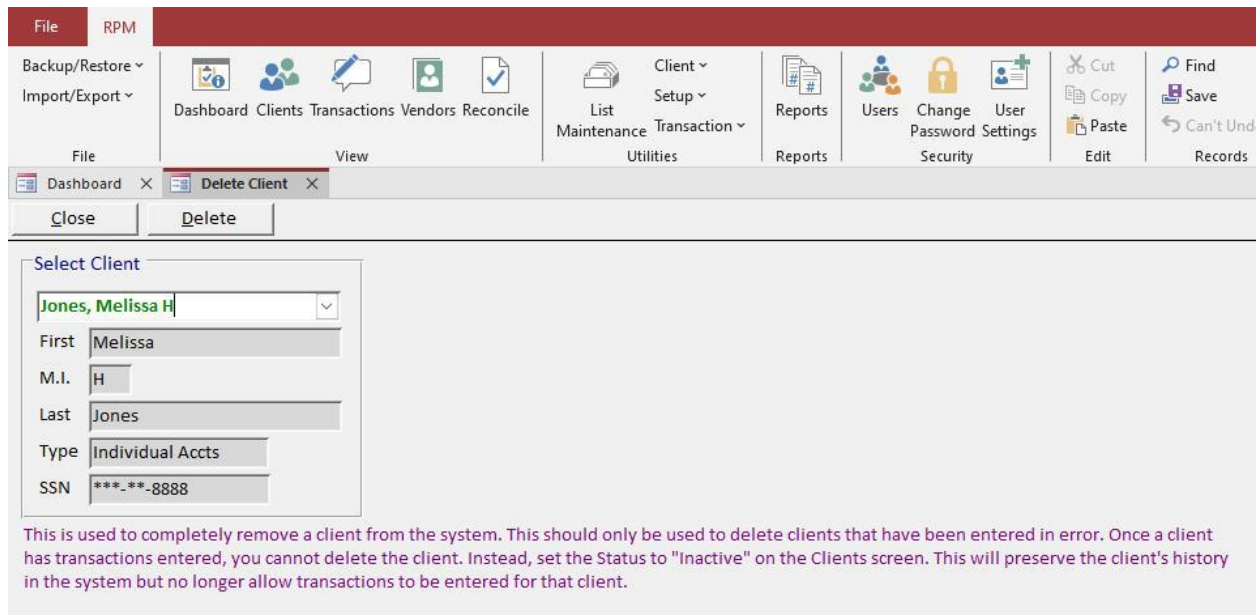 File RPM
Backup/Restore
Import/Export
Dashboard Clients Transactions Vendors Reconcile
List Maintenance
Client
Setup
Transaction
Reports
Users
Change Password
User Settings
Cut
Copy
Paste
Find
Save
Can't Und
File View Utilities Reports Security Edit Records
Dashboard Delete Client
Close Delete
Select Client
Jones, Melissa H
First Melissa
M.I. H
Last Jones
Type Individual Accts
SSN ***-**-8888
This is used to completely remove a client from the system. This should only be used to delete clients that have been entered in error. Once a client
has transactions entered, you cannot delete the client. Instead, set the Status to "Inactive" on the Clients screen. This will preserve the client's history
in the system but no longer allow transactions to be entered for that client.